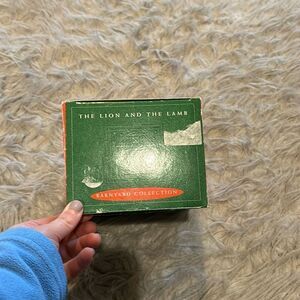 THE LION AND THE LAMB
BARNYARD COLLECTION